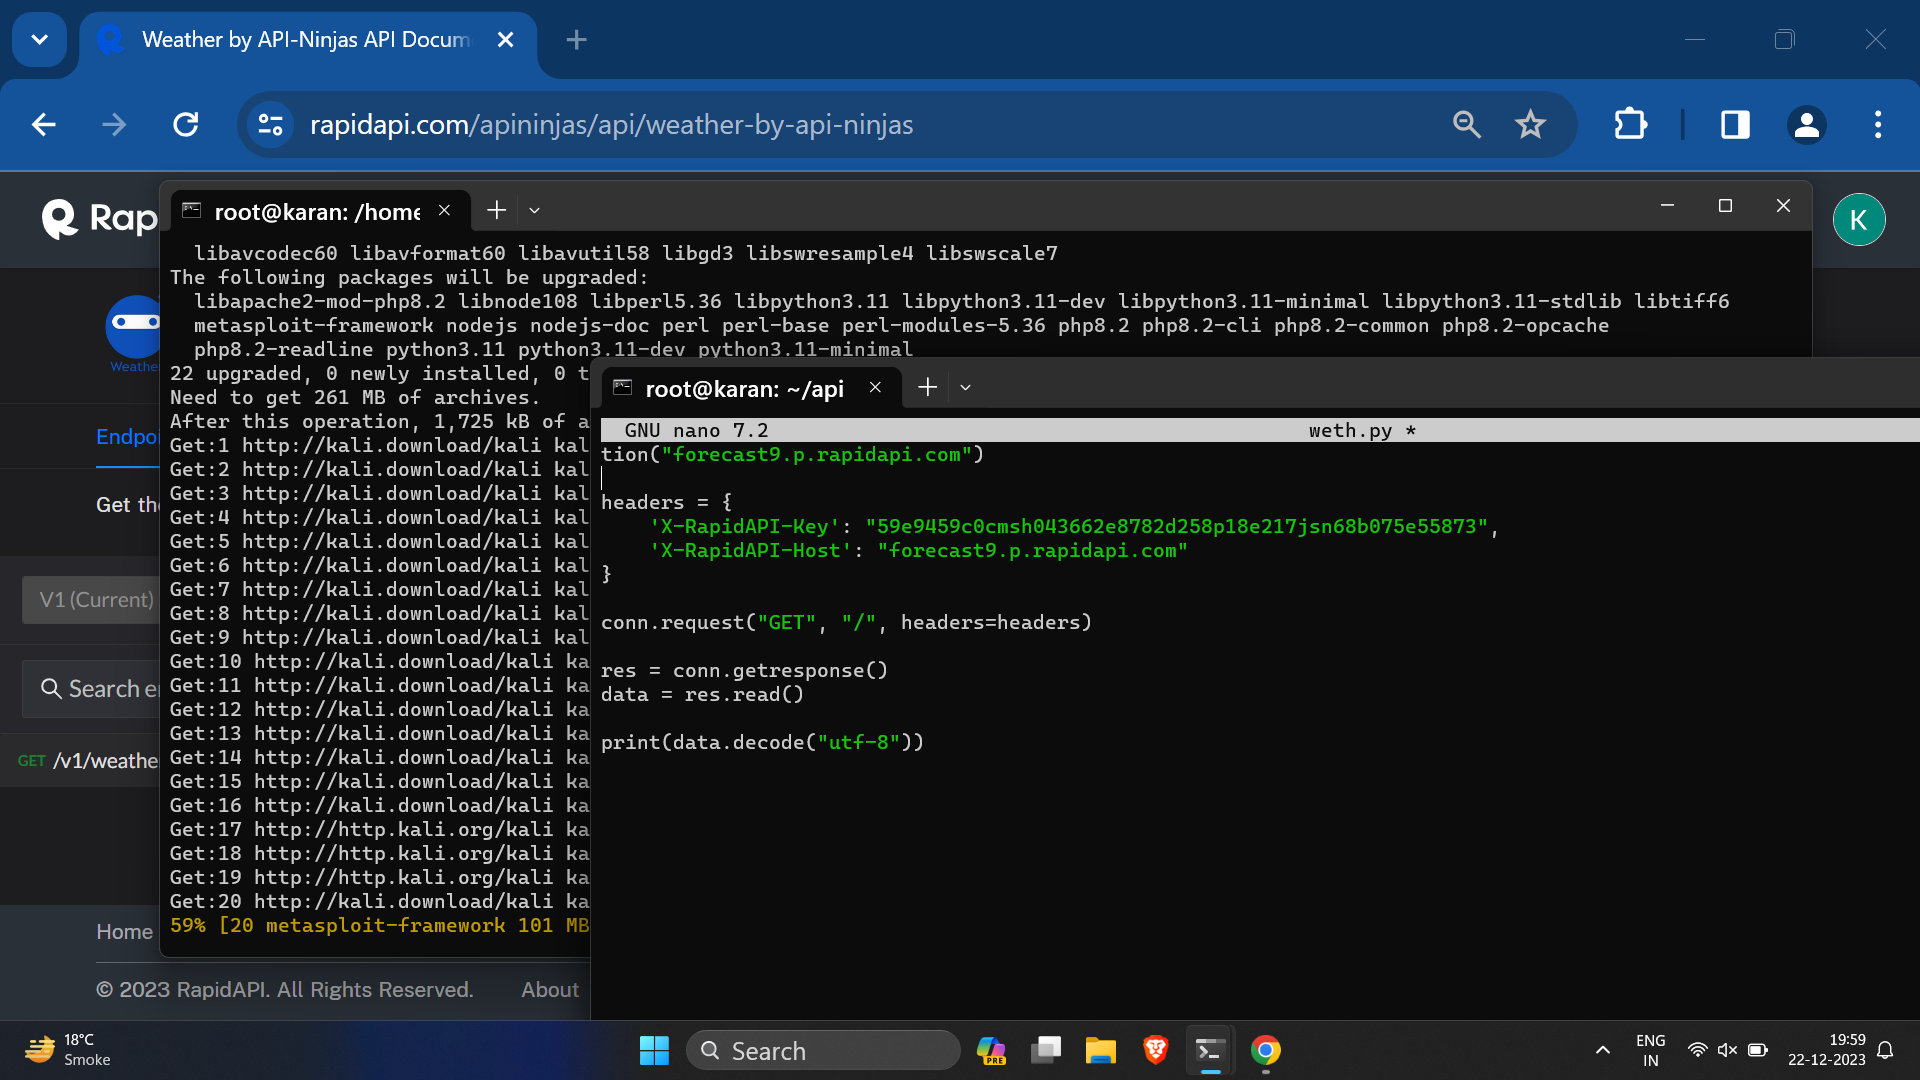 Weather by API-Ninjas API Docum
rapidapi.com/apininjas/api/weather-by-api-ninjas
Rap
K
Weathe
Endpoi
Get the
V1 (Current)
Search en
GET /v1/weathe
Home
© 2023 RapidAPI. All Rights Reserved. About
root@karan: /home
libavcodec60 libavformat60 libavutil58 libgd3 libswresample4 libswscale7
The following packages will be upgraded:
libapache2-mod-php8.2 libnode108 libperl5.36 libpython3.11 libpython3.11-dev libpython3.11-minimal libpython3.11-stdlib libtiff6
metasploit-framework nodejs nodejs-doc perl perl-base perl-modules-5.36 php8.2 php8.2-cli php8.2-common php8.2-opcache
php8.2-readline python3.11 python3.11-dev python3.11-minimal
22 upgraded, 0 newly installed, 0 t
Need to get 261 MB of archives.
After this operation, 1,725 kB of a
Get:1 http://kali.download/kali kal
Get:2 http://kali.download/kali kal
Get:3 http://kali.download/kali kal
Get:4 http://kali.download/kali kal
Get:5 http://kali.download/kali kal
Get:6 http://kali.download/kali kal
Get:7 http://kali.download/kali kal
Get:8 http://kali.download/kali kal
Get:9 http://kali.download/kali kal
Get:10 http://kali.download/kali ka
Get:11 http://kali.download/kali ka
Get:12 http://kali.download/kali ka
Get:13 http://kali.download/kali ka
Get:14 http://kali.download/kali ka
Get:15 http://kali.download/kali ka
Get:16 http://kali.download/kali ka
Get:17 http://http.kali.org/kali ka
Get:18 http://http.kali.org/kali ka
Get:19 http://http.kali.org/kali ka
Get:20 http://kali.download/kali ka
59% [20 metasploit-framework 101 MB
root@karan: ~/api
GNU nano 7.2 weth.py *
tion("forecast9.p.rapidapi.com")
headers = {
'X-RapidAPI-Key': "59e9459c0cmsh043662e8782d258p18e217jsn68b075e55873",
'X-RapidAPI-Host': "forecast9.p.rapidapi.com"
}
conn.request("GET", "/", headers=headers)
res = conn.getresponse()
data = res.read()
print(data.decode("utf-8"))
18°C
Smoke
Search
PRE
ENG
IN
19:59
22-12-2023